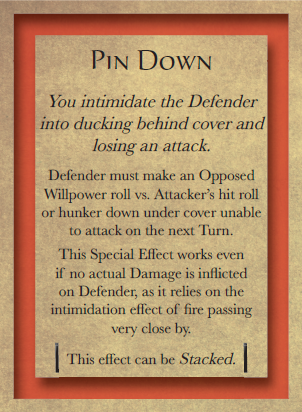 PIN DOWN
You intimidate the Defender
into ducking behind cover and
losing an attack.
Defender must make an Opposed
Willpower roll vs. Attacker's hit roll
or hunker down under cover unable
to attack on the next Turn.
This Special Effect works even
if no actual Damage is inflicted
on Defender, as it relies on the
intimidation effect of fire passing
very close by.
This effect can be Stacked.